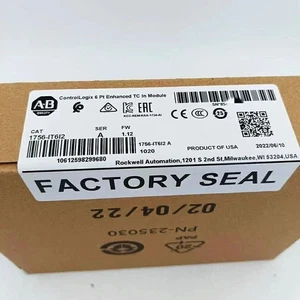 A-B
ControlLogix 6 Pt Enhanced TC in Module
CAT
1756-IT6I2
SER
A
FW
1.12
1756-IT6I2 A
1020
PRODUCT OF USA
2022/06/10
10612598299680
Rockwell Automation,1201 S 2nd St,Milwaukee,WI 53204,USA
FACTORY SEAL
02/04/22
PN-235030
20
PAP